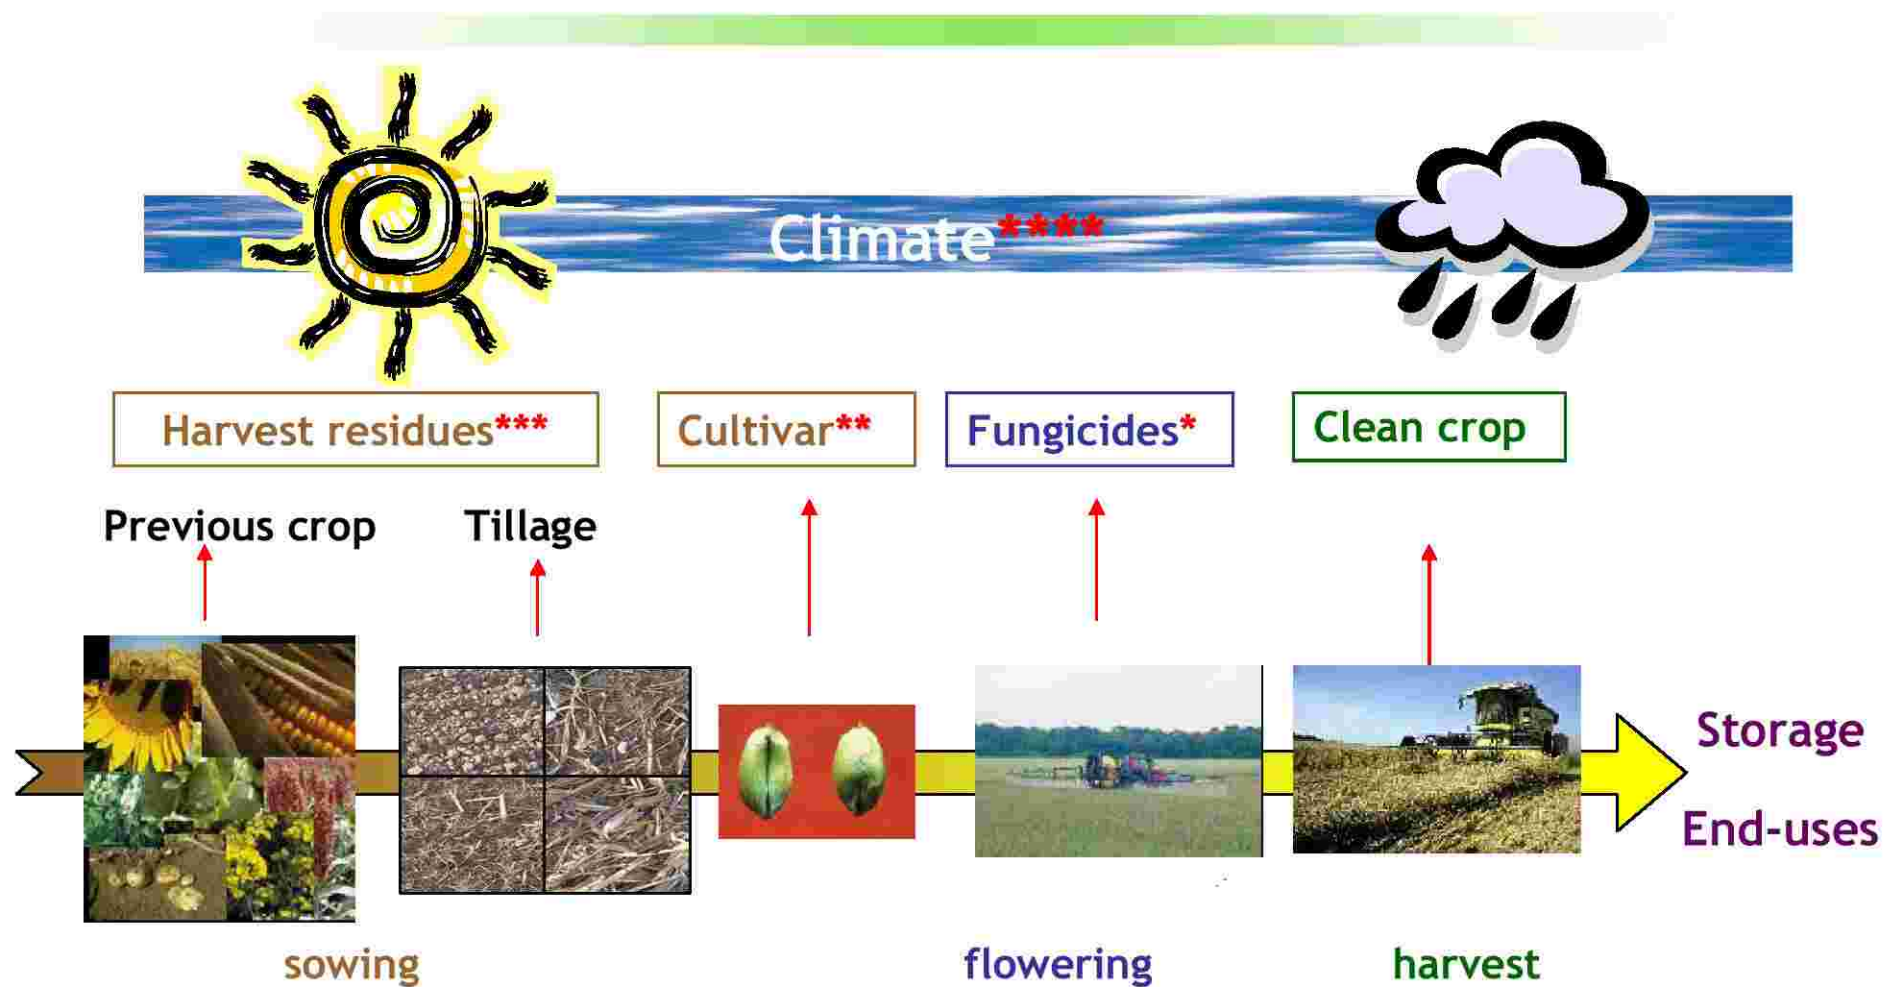 Climate****
Harvest residues***
Cultivar**
Fungicides*
Clean crop
Previous crop
Tillage
Storage
End-uses
sowing
flowering
harvest